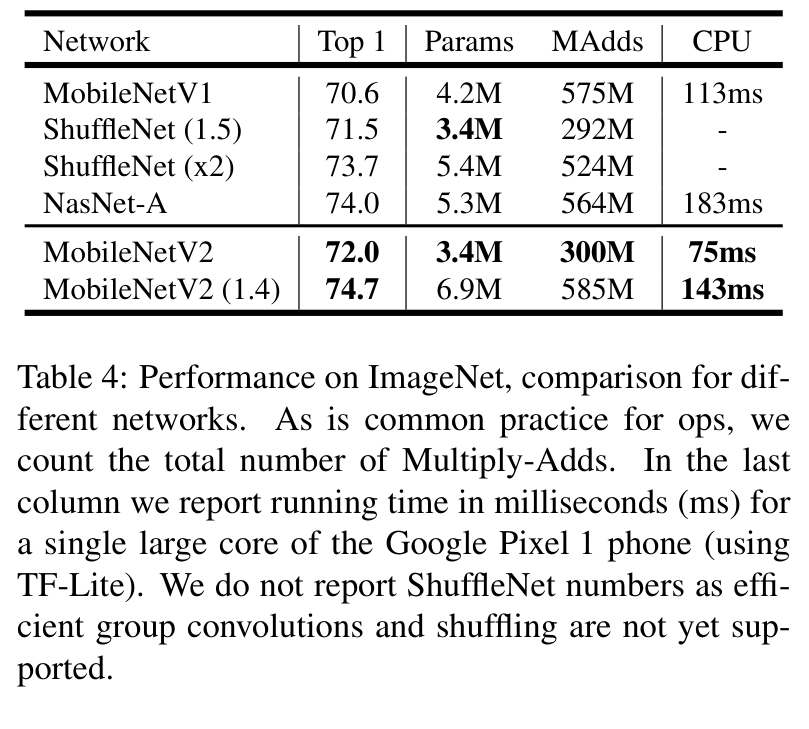 Network Top 1 Params MAdds CPU
MobileNetV1 70.6 4.2M 575M 113ms
ShuffleNet (1.5) 71.5 3.4M 292M -
ShuffleNet (x2) 73.7 5.4M 524M -
NasNet-A 74.0 5.3M 564M 183ms
MobileNetV2 72.0 3.4M 300M 75ms
MobileNetV2 (1.4) 74.7 6.9M 585M 143ms
Table 4: Performance on ImageNet, comparison for dif-
ferent networks. As is common practice for ops, we
count the total number of Multiply-Adds. In the last
column we report running time in milliseconds (ms) for
a single large core of the Google Pixel 1 phone (using
TF-Lite). We do not report ShuffleNet numbers as effi-
cient group convolutions and shuffling are not yet sup-
ported.